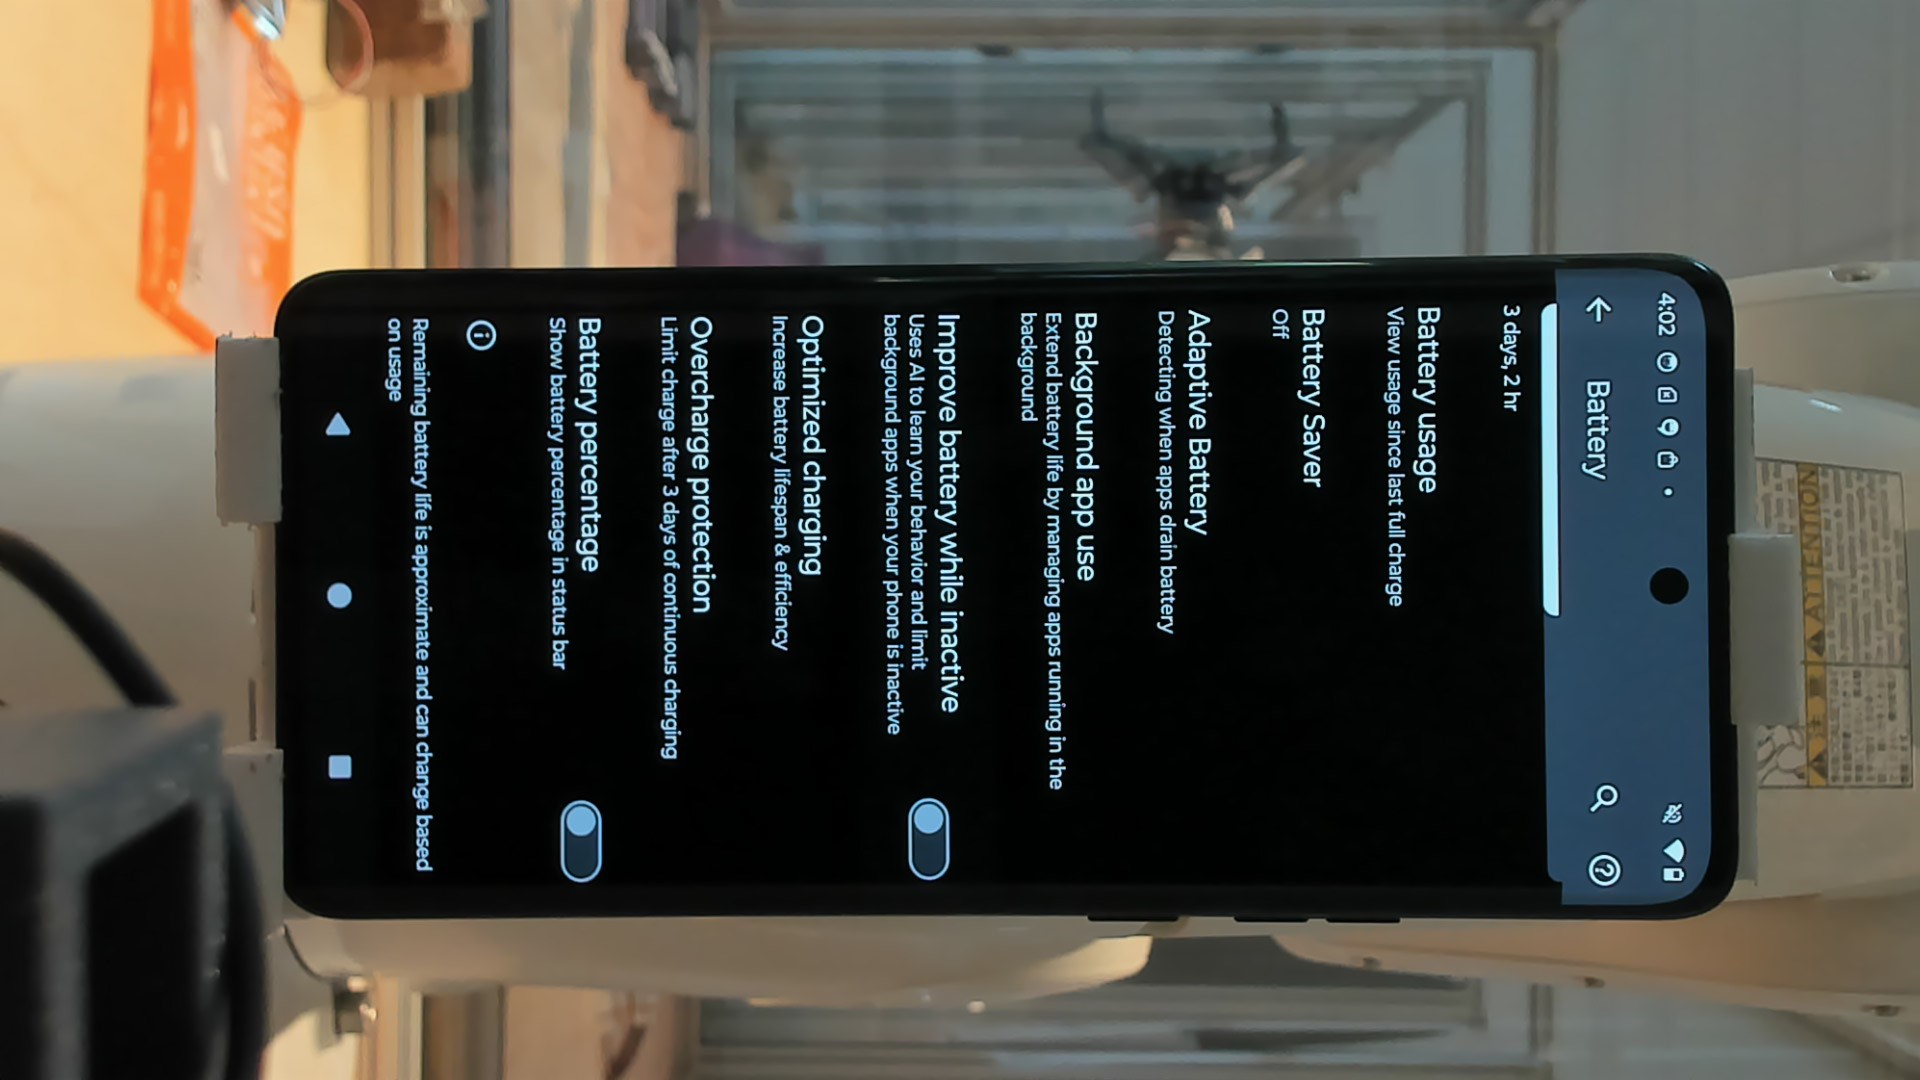 4:02
Battery
3 days, 2 hr
Battery usage
View usage since last full charge
Battery Saver
Off
Adaptive Battery
Detecting when apps drain battery
Background app use
Extend battery life by managing apps running in the
background
Improve battery while inactive
Uses AI to learn your behavior and limit
background apps when your phone is inactive
Optimized charging
Increase battery lifespan & efficiency
Overcharge protection
Limit charge after 3 days of continuous charging
Battery percentage
Show battery percentage in status bar
Remaining battery life is approximate and can change based
on usage
ATTENTION